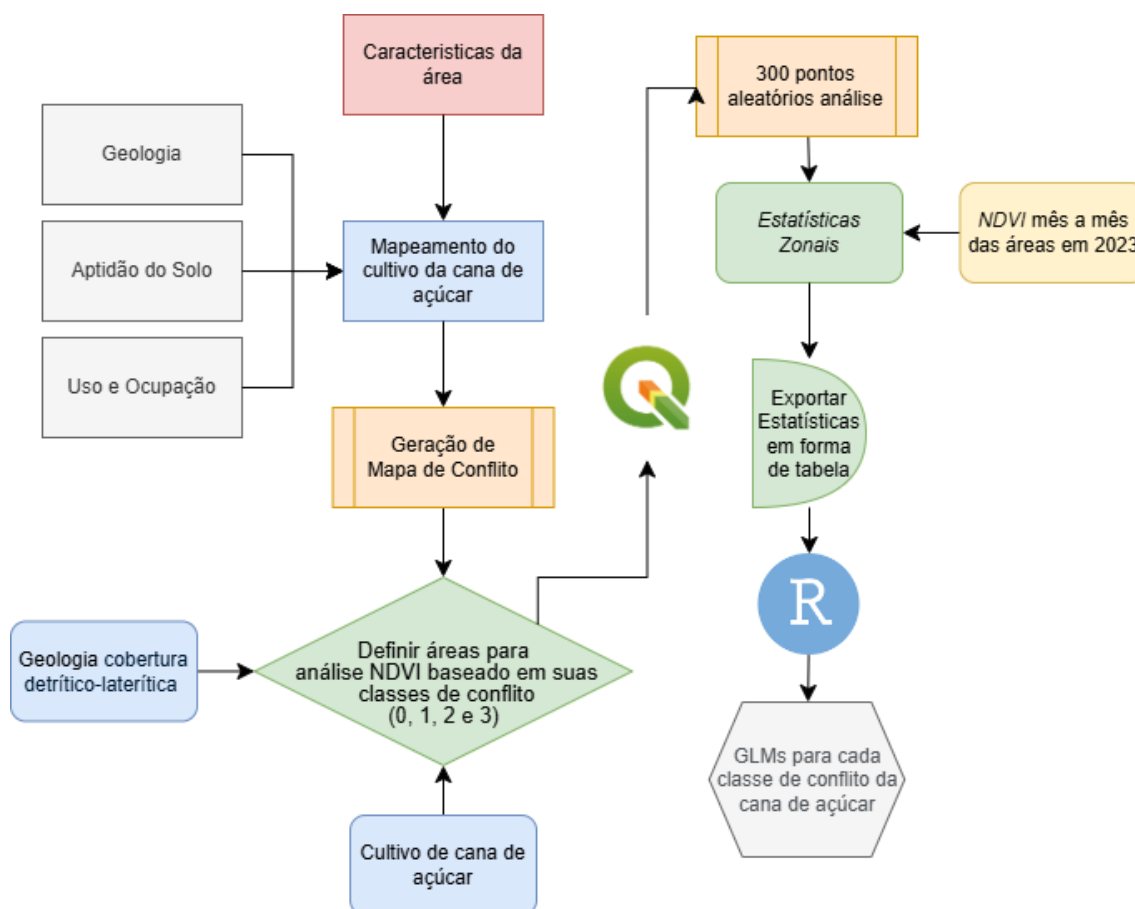 Caracteristicas da
área
Geologia
Aptidão do Solo
Uso e Ocupação
Mapeamento do
cultivo da cana de
açúcar
Geração de
Mapa de Conflito
Geologia cobertura
detrítico-laterítica
Definir áreas para
análise NDVI baseado em suas
classes de conflito
(0, 1, 2 e 3)
Cultivo de cana de
açúcar
300 pontos
aleatórios análise
Estatísticas
Zonais
NDVI mês a mês
das áreas em 2023
Exportar
Estatísticas
em forma
de tabela
R
GLMs para cada
classe de conflito da
cana de açúcar